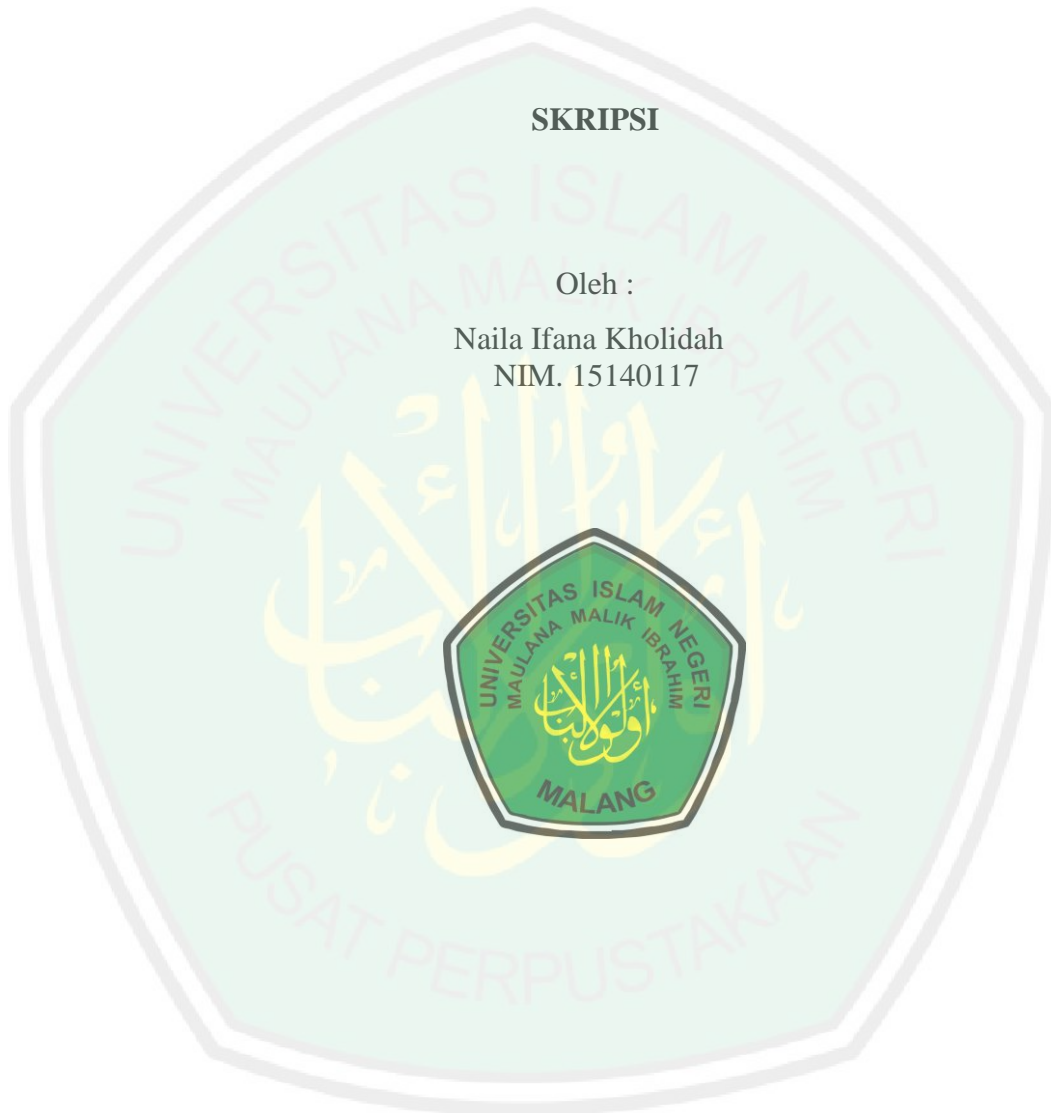 SKRIPSI
Oleh :
Naila Ifana Kholidah
NIM. 15140117
UNIVERSITAS ISLAM NEGERI
MAULANA MALIK IBRAHIM
PUSAT PERPUSTAKAAN
UNIVERSITAS ISLAM NEGERI
MAULANA MALIK IBRAHIM
MALANG